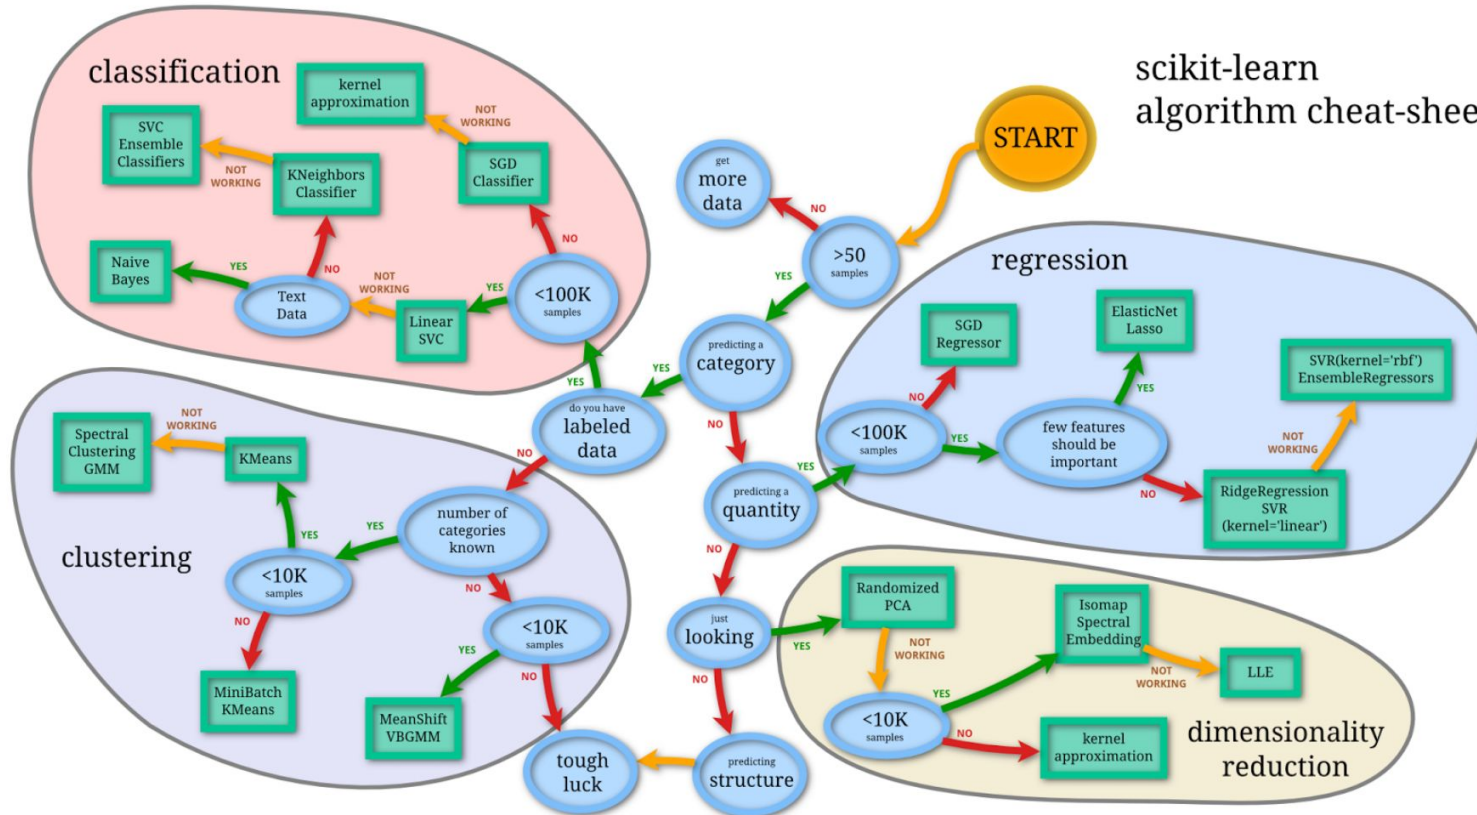 scikit-learn
algorithm cheat-shee
START
classification
kernel
approximation
NOT
WORKING
SVC
Ensemble
Classifiers
NOT
WORKING
KNeighbors
Classifier
SGD
Classifier
NO
Naive
Bayes
YES
NO
Text
Data
NOT
WORKING
Linear
SVC
YES
<100K
samples
YES
get
more
data
NO
>50
samples
YES
predicting a
category
YES
NO
do you have
labeled
data
NO
predicting a
quantity
YES
NO
just
looking
YES
NO
predicting
structure
tough
luck
regression
SGD
Regressor
ElasticNet
Lasso
SVR(kernel='rbf')
EnsembleRegressors
NO
YES
<100K
samples
YES
few features
should be
important
NOT
WORKING
NO
RidgeRegression
SVR
(kernel='linear')
clustering
Spectral
Clustering
GMM
NOT
WORKING
KMeans
number of
categories
known
YES
YES
<10K
samples
NO
NO
<10K
samples
YES
NO
MiniBatch
KMeans
MeanShift
VBGMM
Randomized
PCA
NOT
WORKING
Isomap
Spectral
Embedding
NOT
WORKING
LLE
YES
<10K
samples
NO
kernel
approximation
dimensionality
reduction